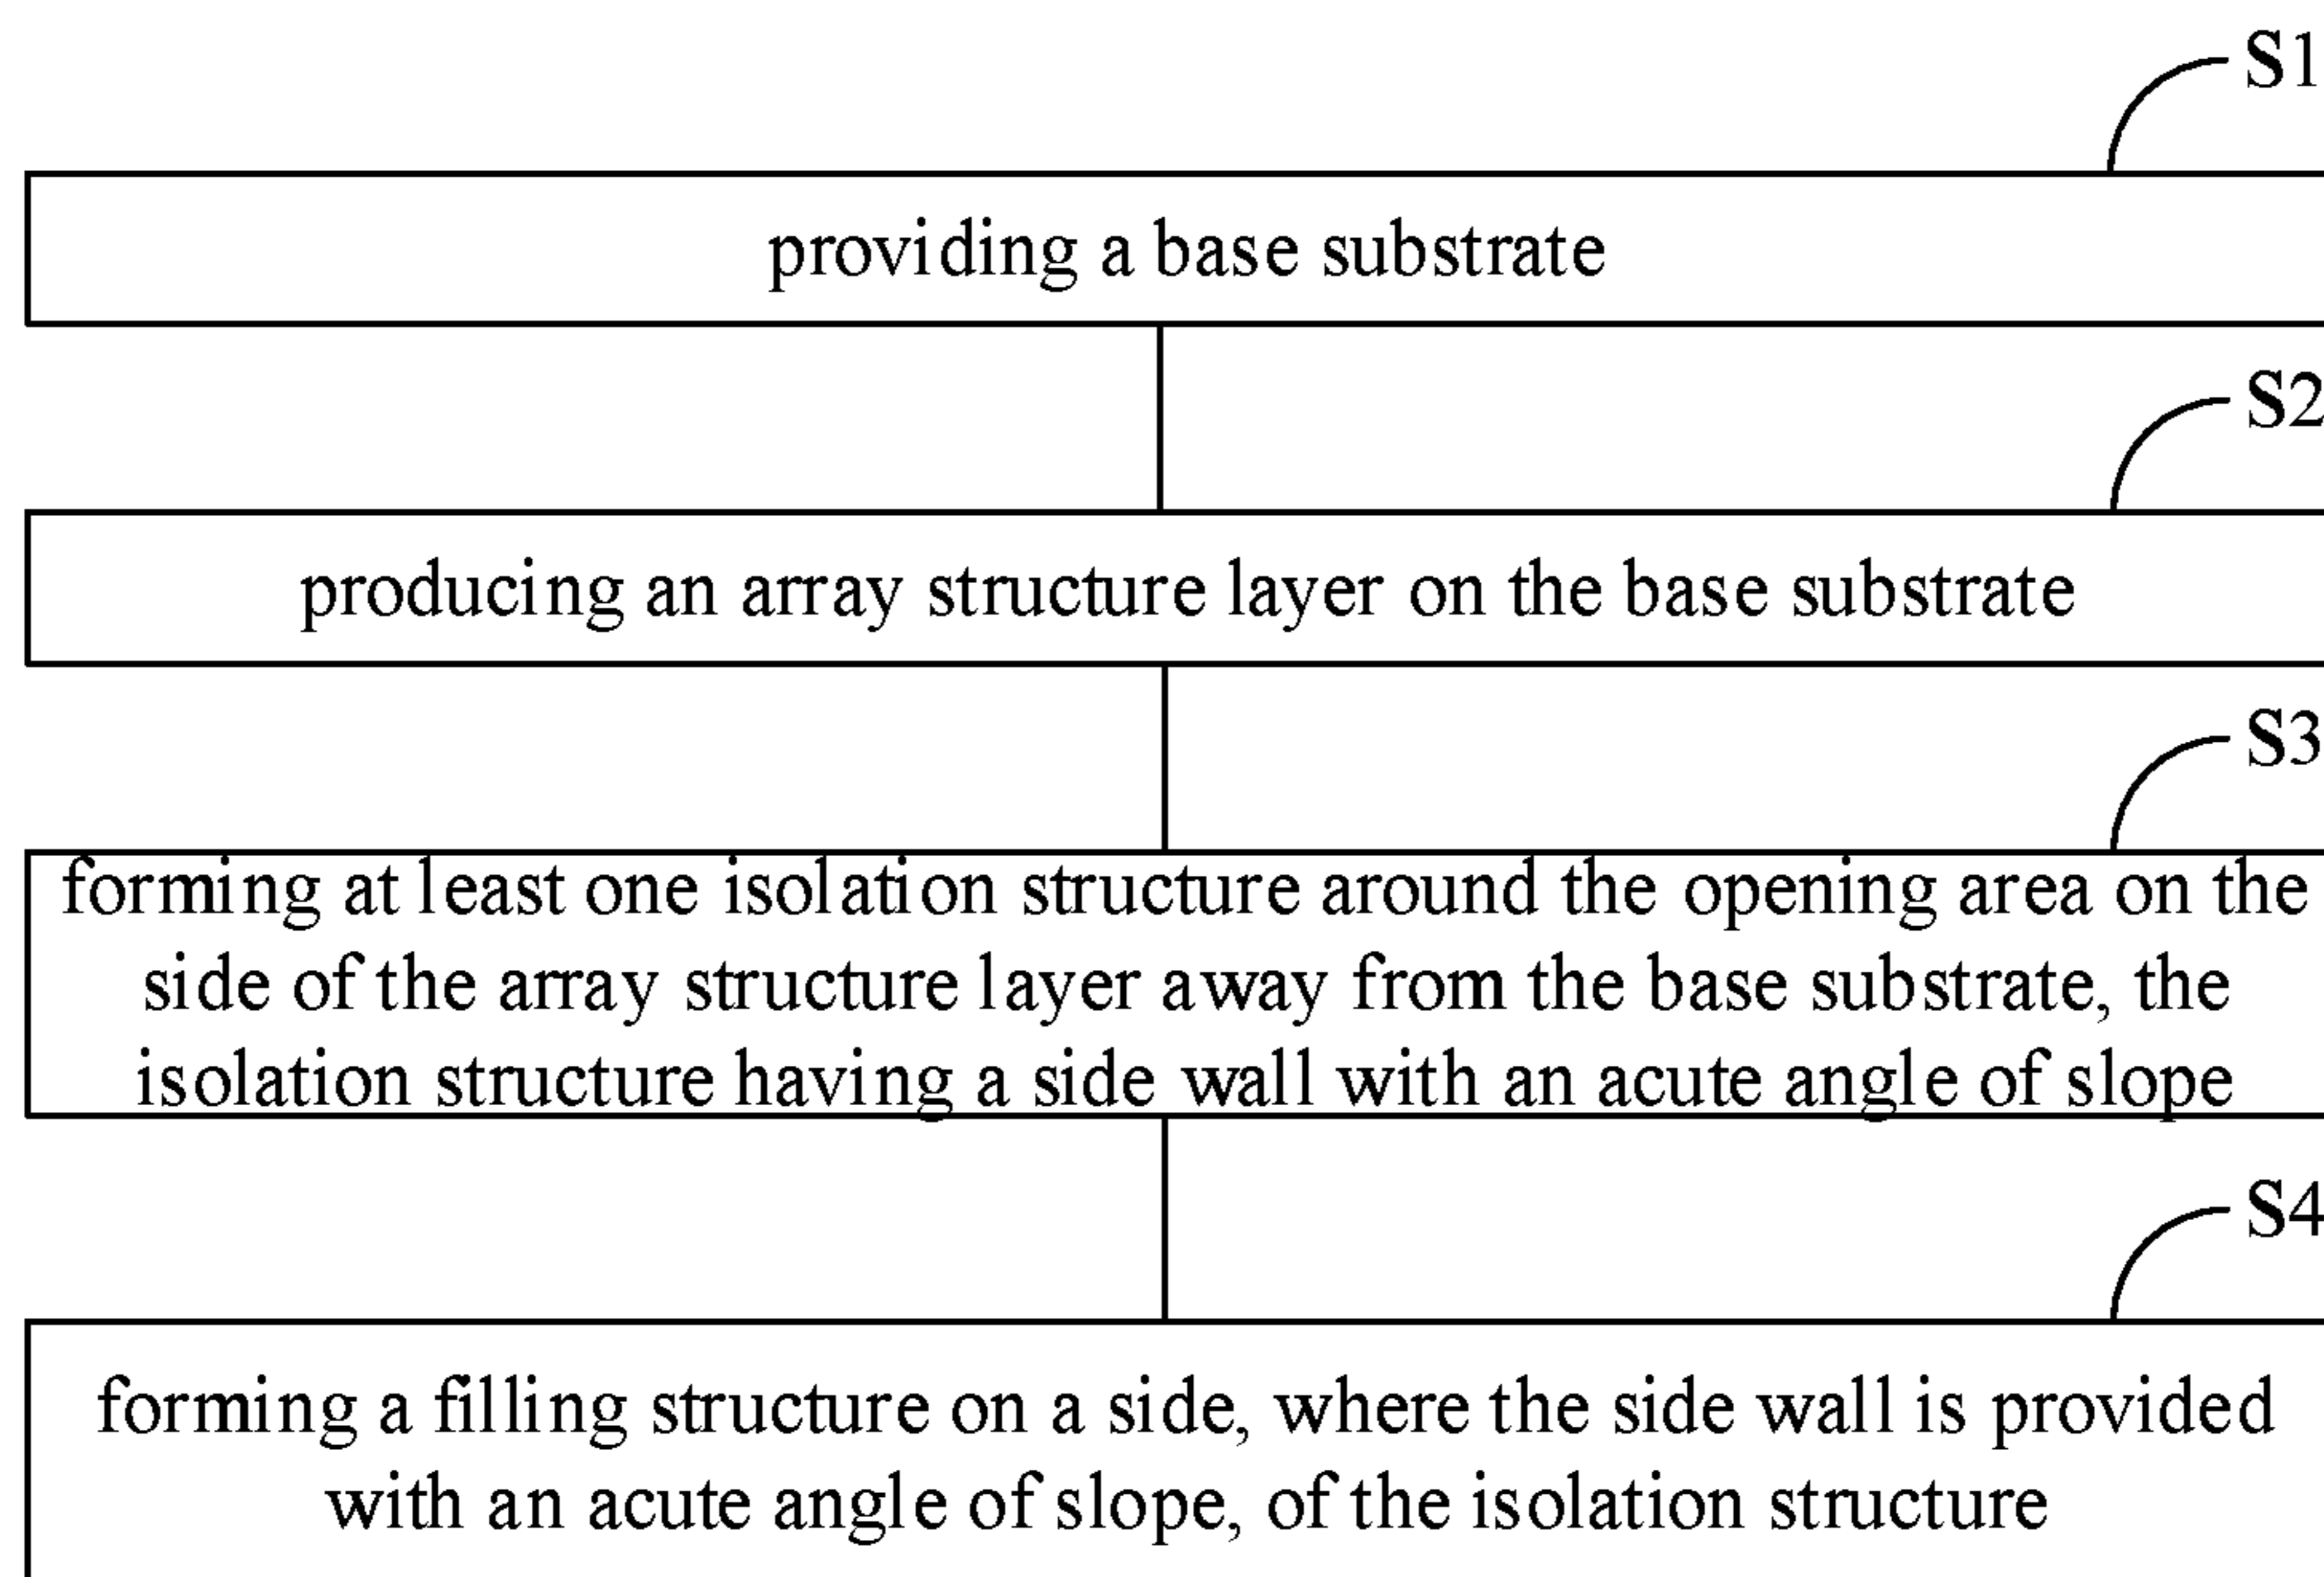 S1
providing a base substrate
S2
producing an array structure layer on the base substrate
S3
forming at least one isolation structure around the opening area on the
side of the array structure layer away from the base substrate, the
isolation structure having a side wall with an acute angle of slope
S4
forming a filling structure on a side, where the side wall is provided
with an acute angle of slope, of the isolation structure